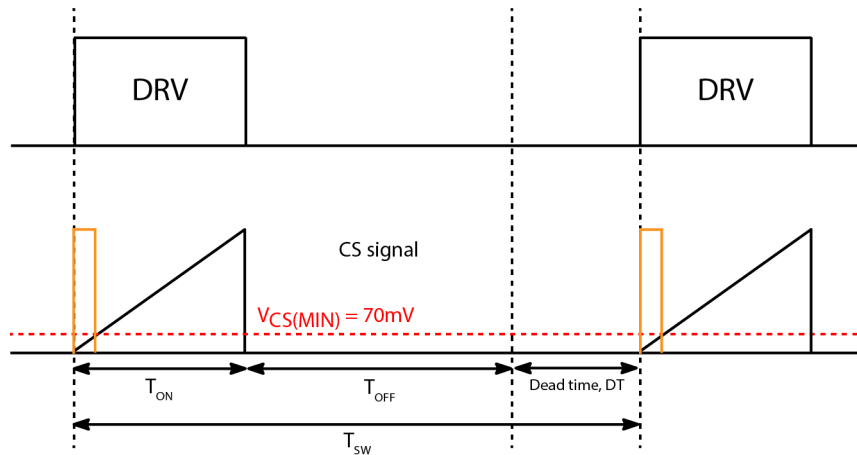 DRV
DRV
CS signal
VCS(MIN) = 70mV
TON
TOFF
Dead time, DT
TSW